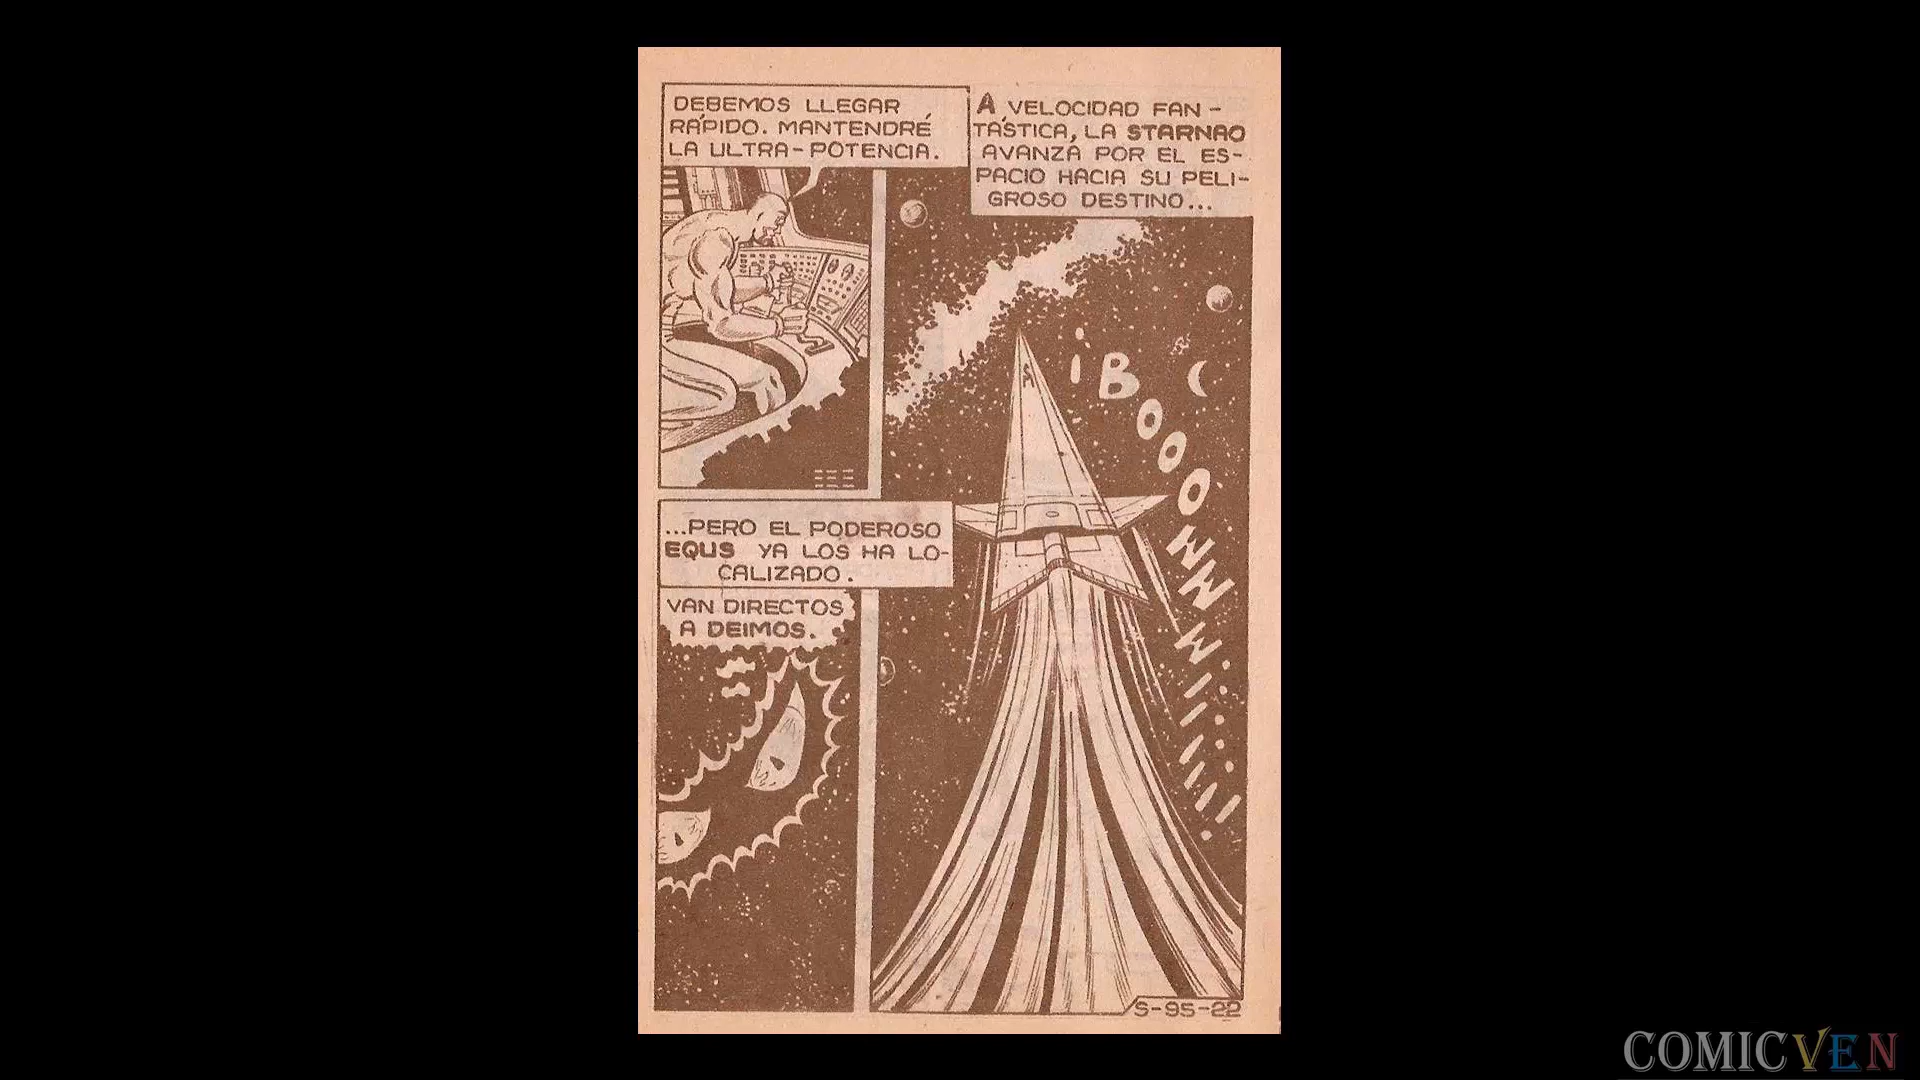 DEBEMOS LLEGAR
RÁPIDO. MANTENDRÉ
LA ULTRA-POTENCIA.
A VELOCIDAD FAN-
TÁSTICA, LA STARNAO
AVANZA POR EL ES-
PACIO HACIA SU PELI-
GROSO DESTINO...
¡BOOOOWWWWIIIIIII!
...PERO EL PODEROSO
EQUS YA LOS HA LO-
CALIZADO.
VAN DIRECTOS
A DEIMOS.
S-95-22
COMICVEN